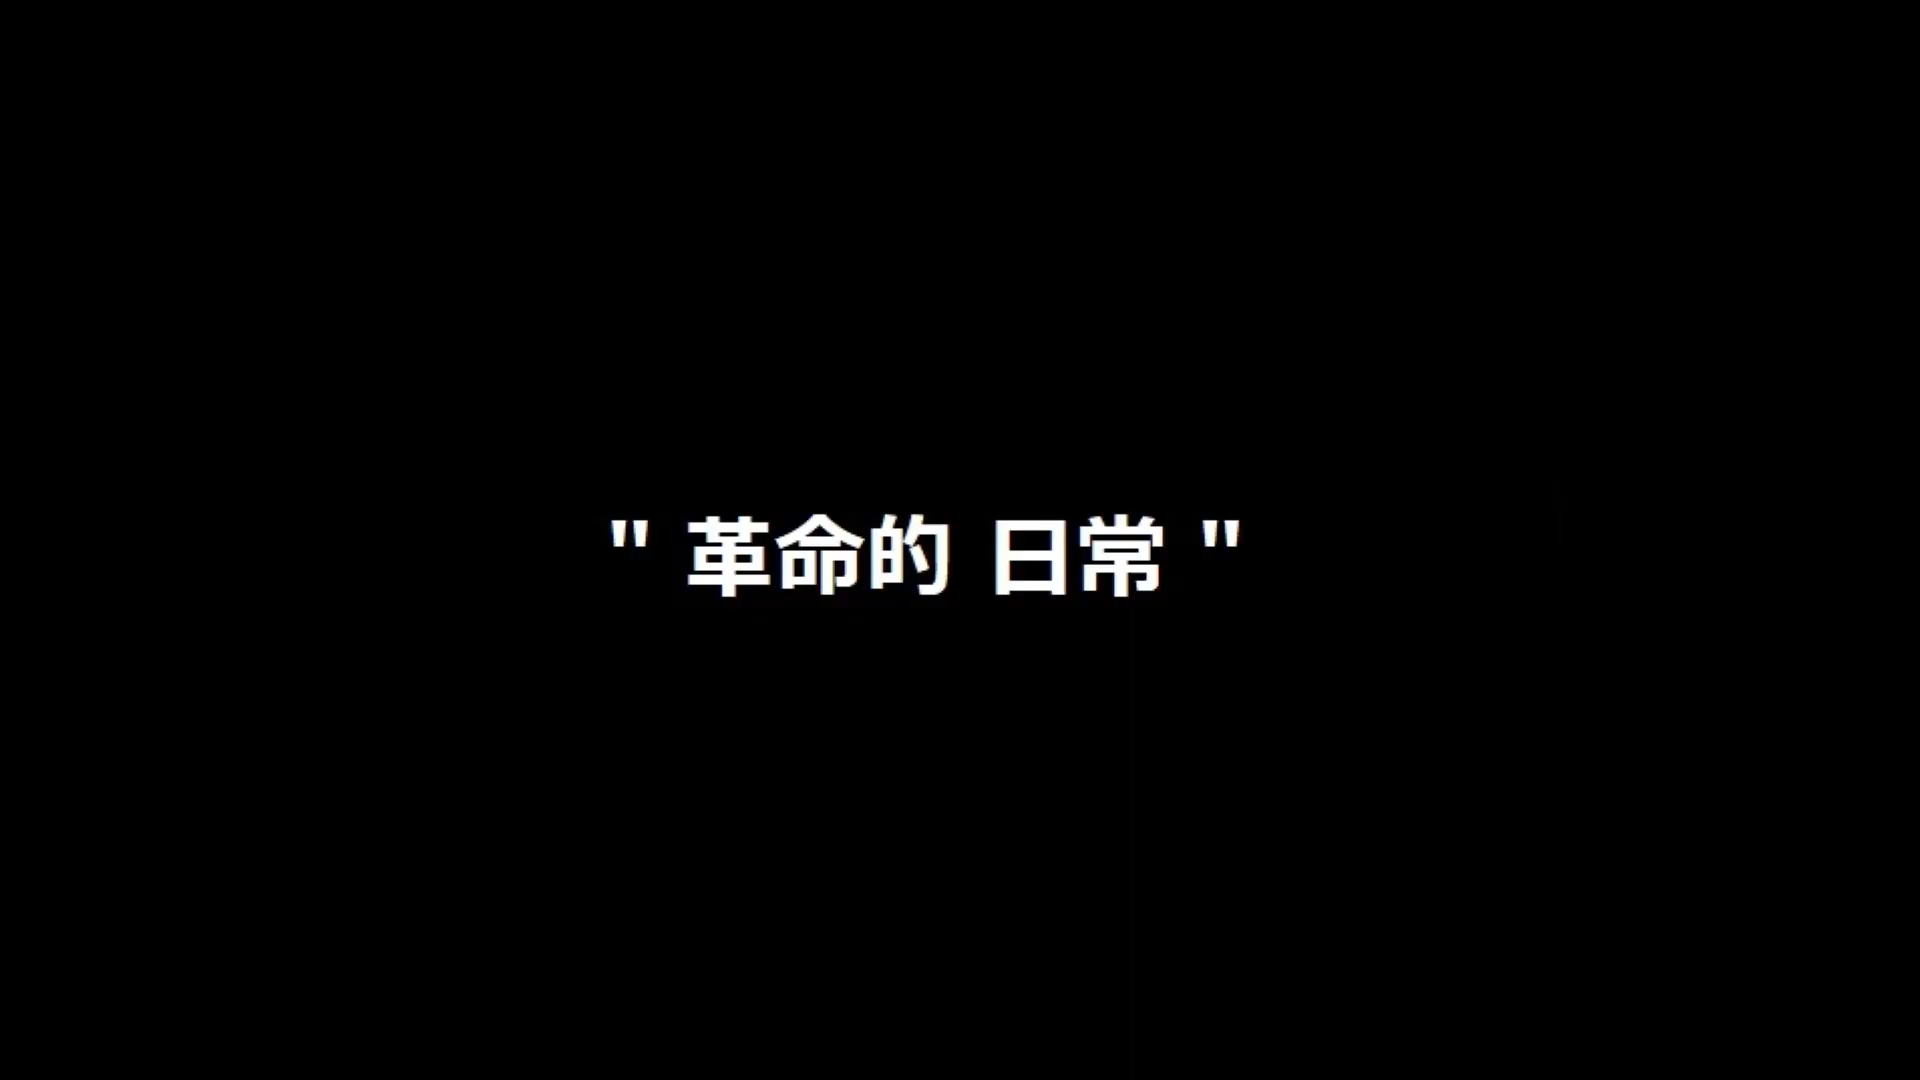 " 革命的 日常 "